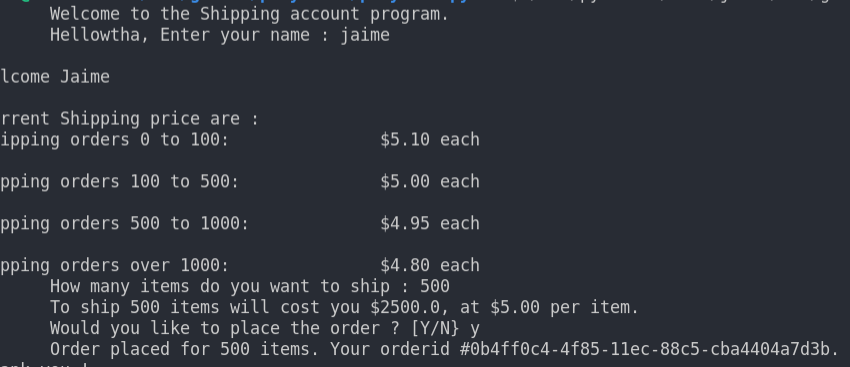 Welcome to the Shipping account program.
Hellowtha, Enter your name : jaime
lcome Jaime
rrent Shipping price are :
ipping orders 0 to 100: $5.10 each
pping orders 100 to 500: $5.00 each
pping orders 500 to 1000: $4.95 each
pping orders over 1000: $4.80 each
How many items do you want to ship : 500
To ship 500 items will cost you $2500.0, at $5.00 per item.
Would you like to place the order ? [Y/N} y
Order placed for 500 items. Your orderid #0b4ff0c4-4f85-11ec-88c5-cba4404a7d3b.